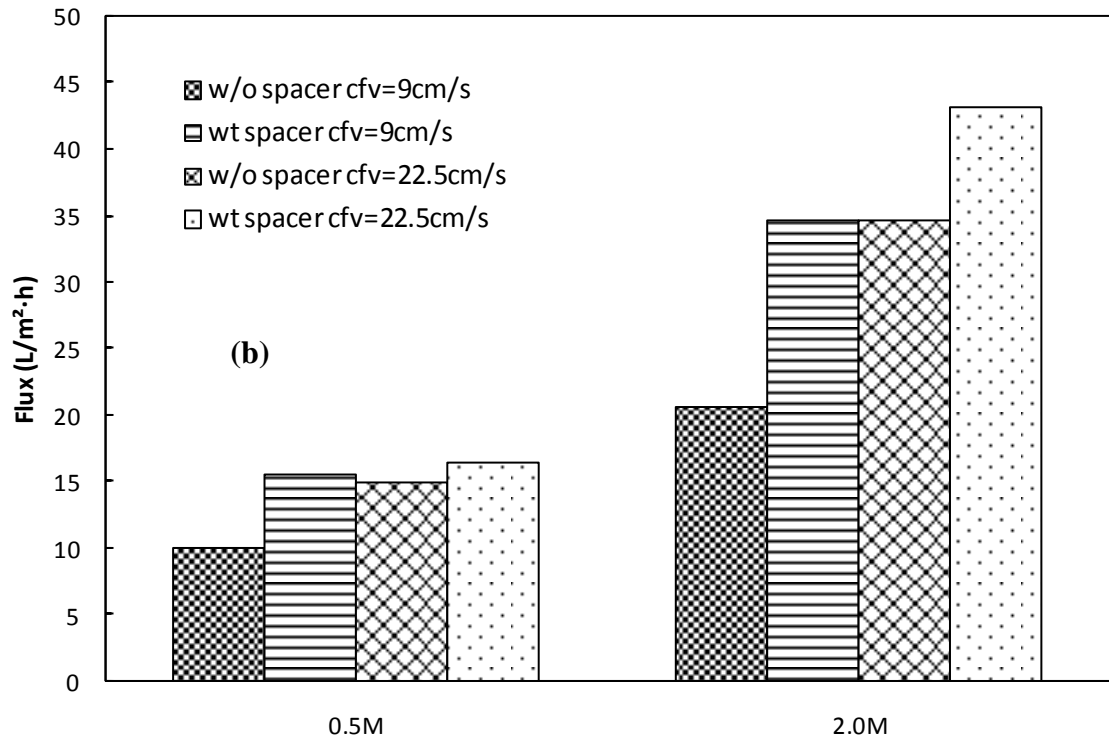 50
45
40
35
30
25
20
15
10
5
0
Flux (L/m²·h)
w/o spacer cfv=9cm/s
wt spacer cfv=9cm/s
w/o spacer cfv=22.5cm/s
wt spacer cfv=22.5cm/s
(b)
0.5M
2.0M